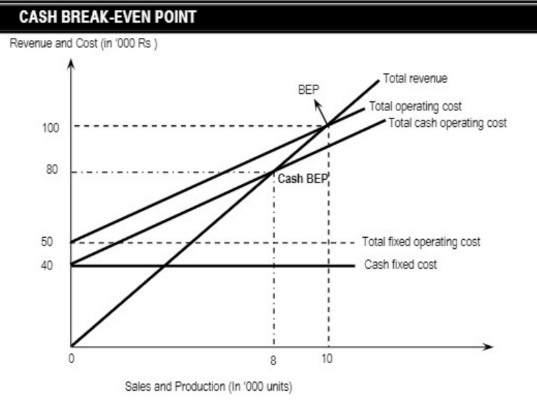 CASH BREAK-EVEN POINT
Revenue and Cost (in '000 Rs )
Total revenue
BEP
Total operating cost
Total cash operating cost
100
80
Cash BEP
50
Total fixed operating cost
40
Cash fixed cost
0
8
10
Sales and Production (In '000 units)